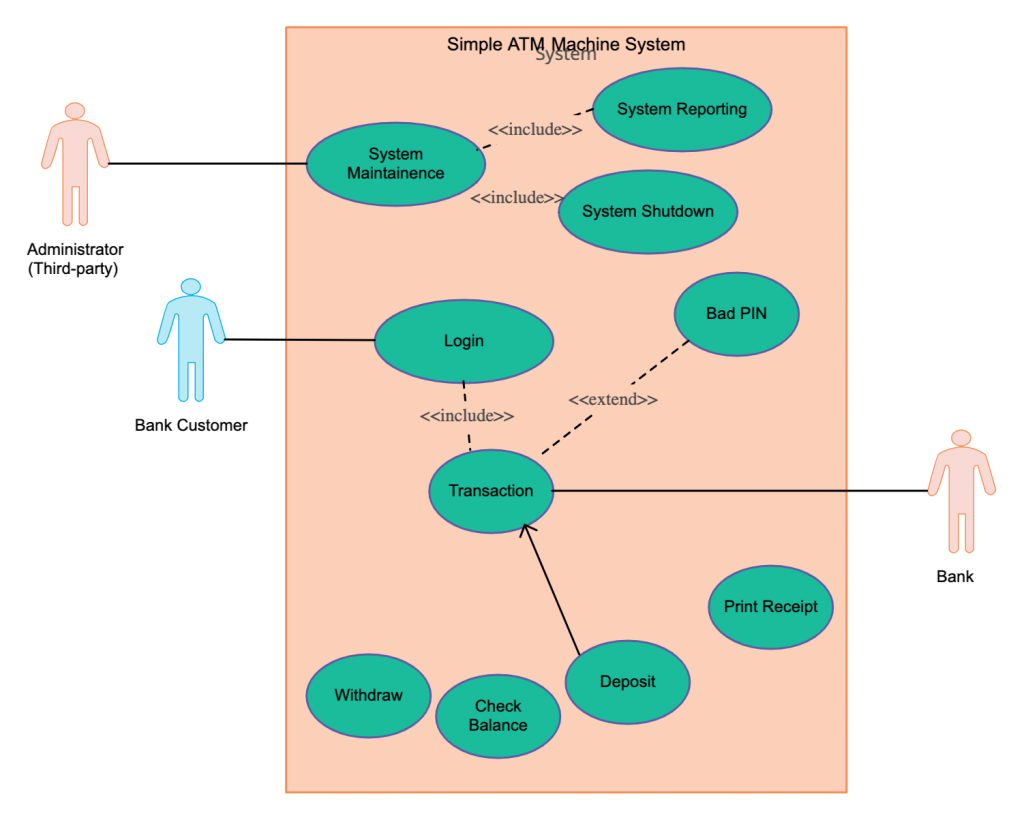 Simple ATM Machine System
System
System Reporting
<<include>>
System
Maintainence
<<include>>
System Shutdown
Administrator
(Third-party)
Bad PIN
Login
<<extend>>
<<include>>
Bank Customer
Transaction
Bank
Print Receipt
Deposit
Withdraw
Check
Balance